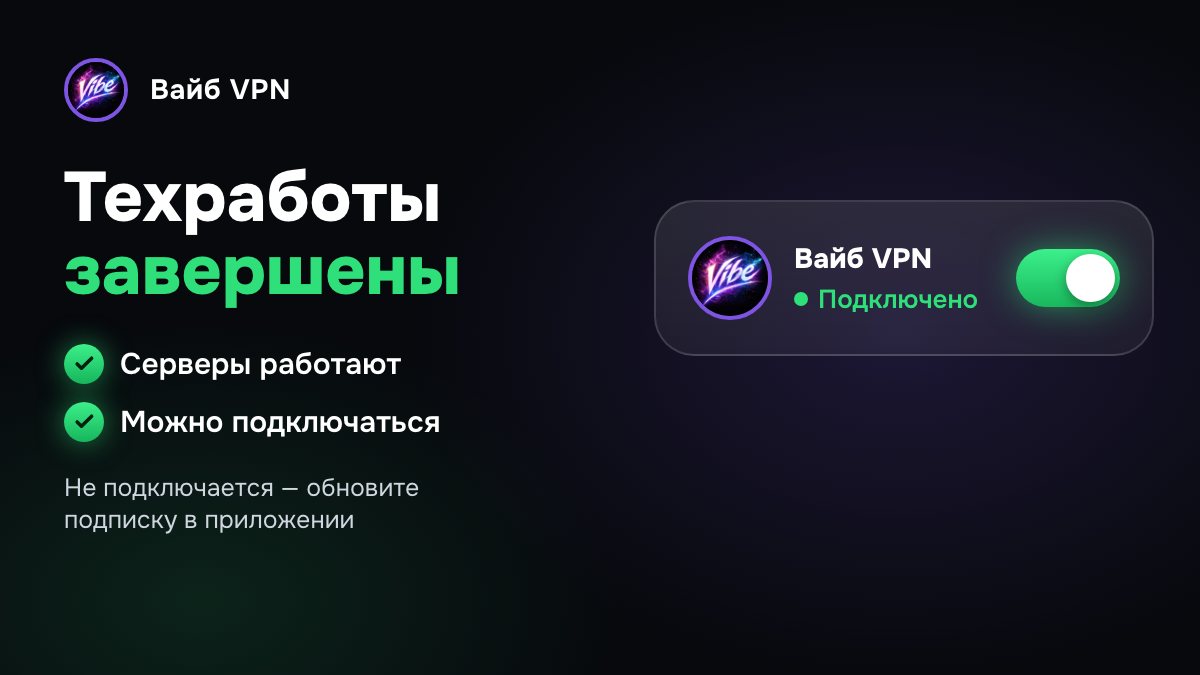 Vibe
Вайб VPN
Техработы
завершены
Серверы работают
Можно подключаться
Не подключается — обновите
подписку в приложении
Vibe
Вайб VPN
Подключено